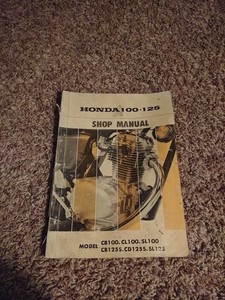 HONDA 100·125
SHOP MANUAL
MODEL CB100. CL100. SL100
CB125S. CD125S. SL125